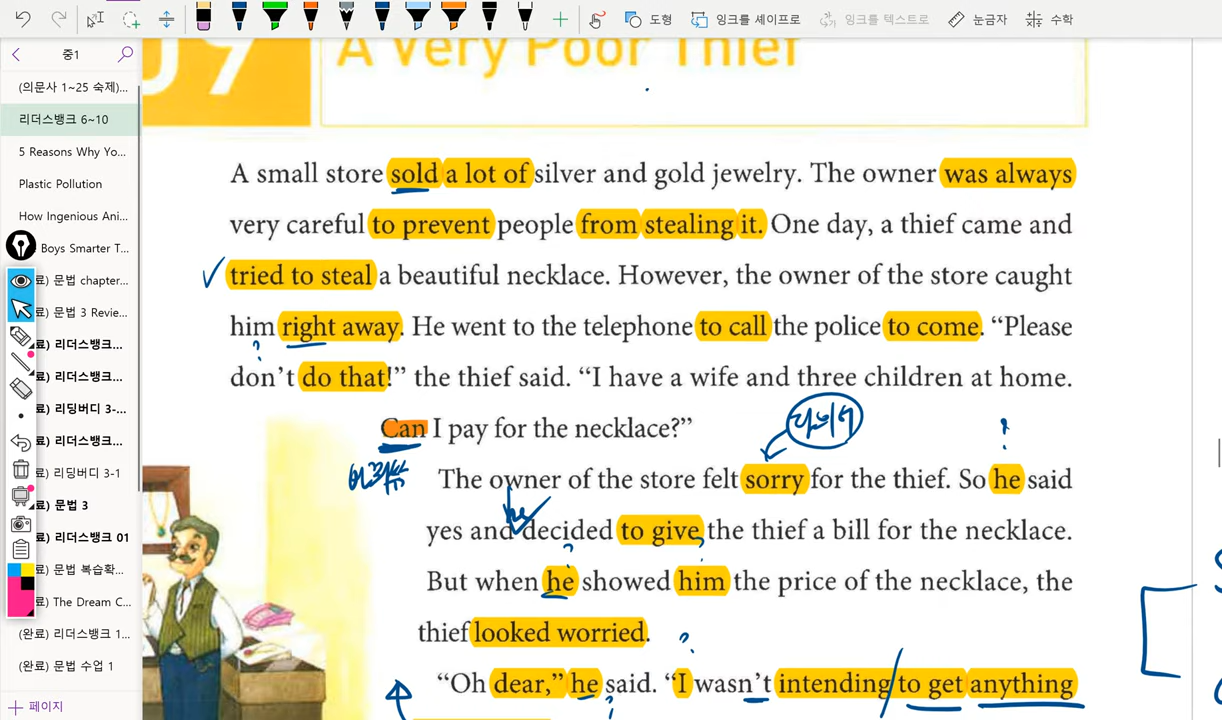 도형
잉크를 셰이프로
잉크를 텍스트로
눈금자
수학
중1
(의문사 1~25 숙제)...
리더스뱅크 6~10
5 Reasons Why Yo...
Plastic Pollution
How Ingenious Ani...
Boys Smarter T...
료) 문법 chapter...
료) 문법 3 Revie...
료) 리더스뱅크...
료) 리더스뱅크...
료) 리딩버디 3-...
료) 리더스뱅크...
료) 리딩버디 3-1
료) 문법 3
료) 리더스뱅크 01
료) 문법 복습확...
료) The Dream C...
(완료) 리더스뱅크 1...
(완료) 문법 수업 1
페이지
09
A Very Poor Thief
A small store sold a lot of silver and gold jewelry. The owner was always
very careful to prevent people from stealing it. One day, a thief came and
tried to steal a beautiful necklace. However, the owner of the store caught
him right away. He went to the telephone to call the police to come. “Please
?
don't do that!” the thief said. “I have a wife and three children at home.
Can I pay for the necklace?”
The owner of the store felt sorry for the thief. So he said
he
yes and decided to give the thief a bill for the necklace.
? ?
But when he showed him the price of the necklace, the
thief looked worried.
?
“Oh dear,” he said. “I wasn't intending/to get anything
?